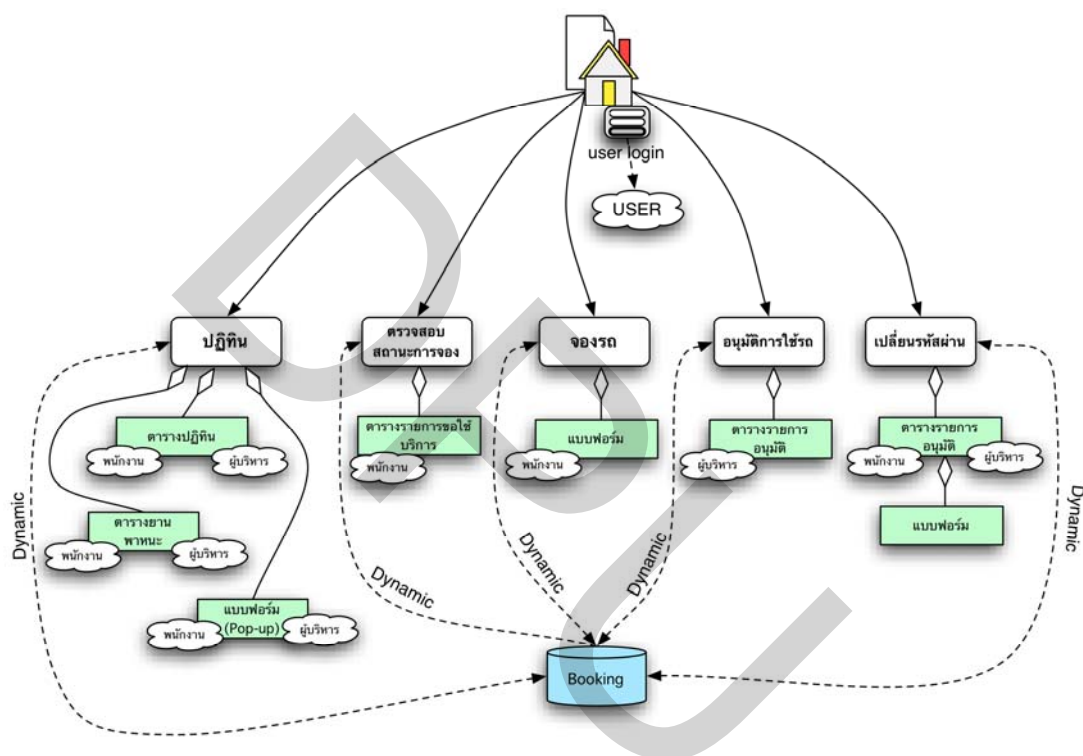 user login
USER
ปฏิทิน
ตรวจสอบ
สถานะการจอง
จองรถ
อนุมัติการใช้รถ
เปลี่ยนรหัสผ่าน
ตารางปฏิทิน
พนักงาน
ผู้บริหาร
ตารางรายการขอใช้
บริการ
พนักงาน
แบบฟอร์ม
พนักงาน
ตารางรายการ
อนุมัติ
ผู้บริหาร
ตารางรายการ
อนุมัติ
พนักงาน
ผู้บริหาร
แบบฟอร์ม
ตารางยาน
พาหนะ
พนักงาน
ผู้บริหาร
แบบฟอร์ม
(Pop-up)
พนักงาน
ผู้บริหาร
Dynamic
Dynamic
Dynamic
Dynamic
Dynamic
Booking
DPU